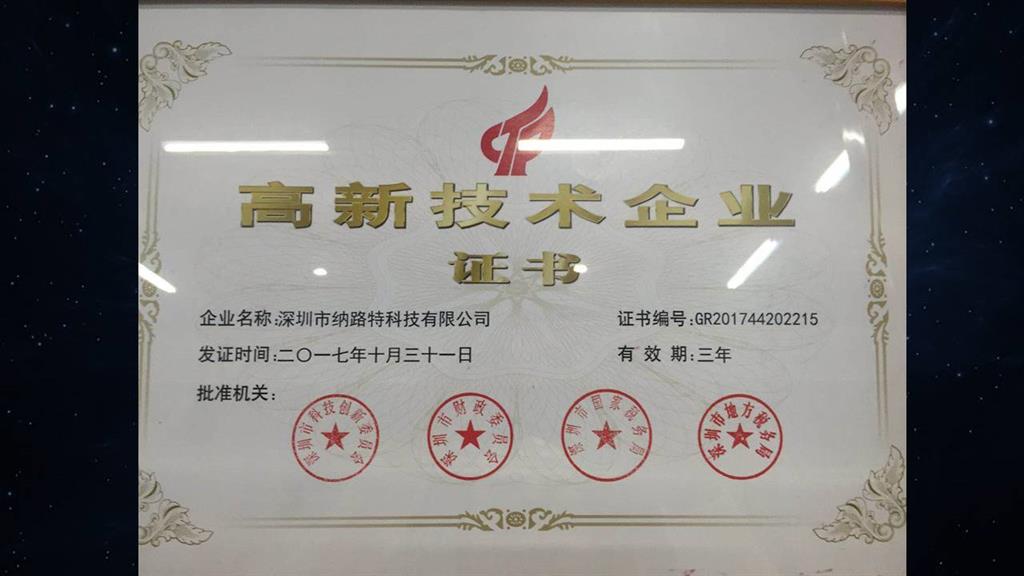 高新技术企业
证书
企业名称:深圳市纳路特科技有限公司
证书编号:GR201744202215
发证时间:二〇一七年十月三十一日
有效期:三年
批准机关:
深圳市科技创新委员会
深圳市财政委员会
深圳市国家税务局
深圳市地方税务局